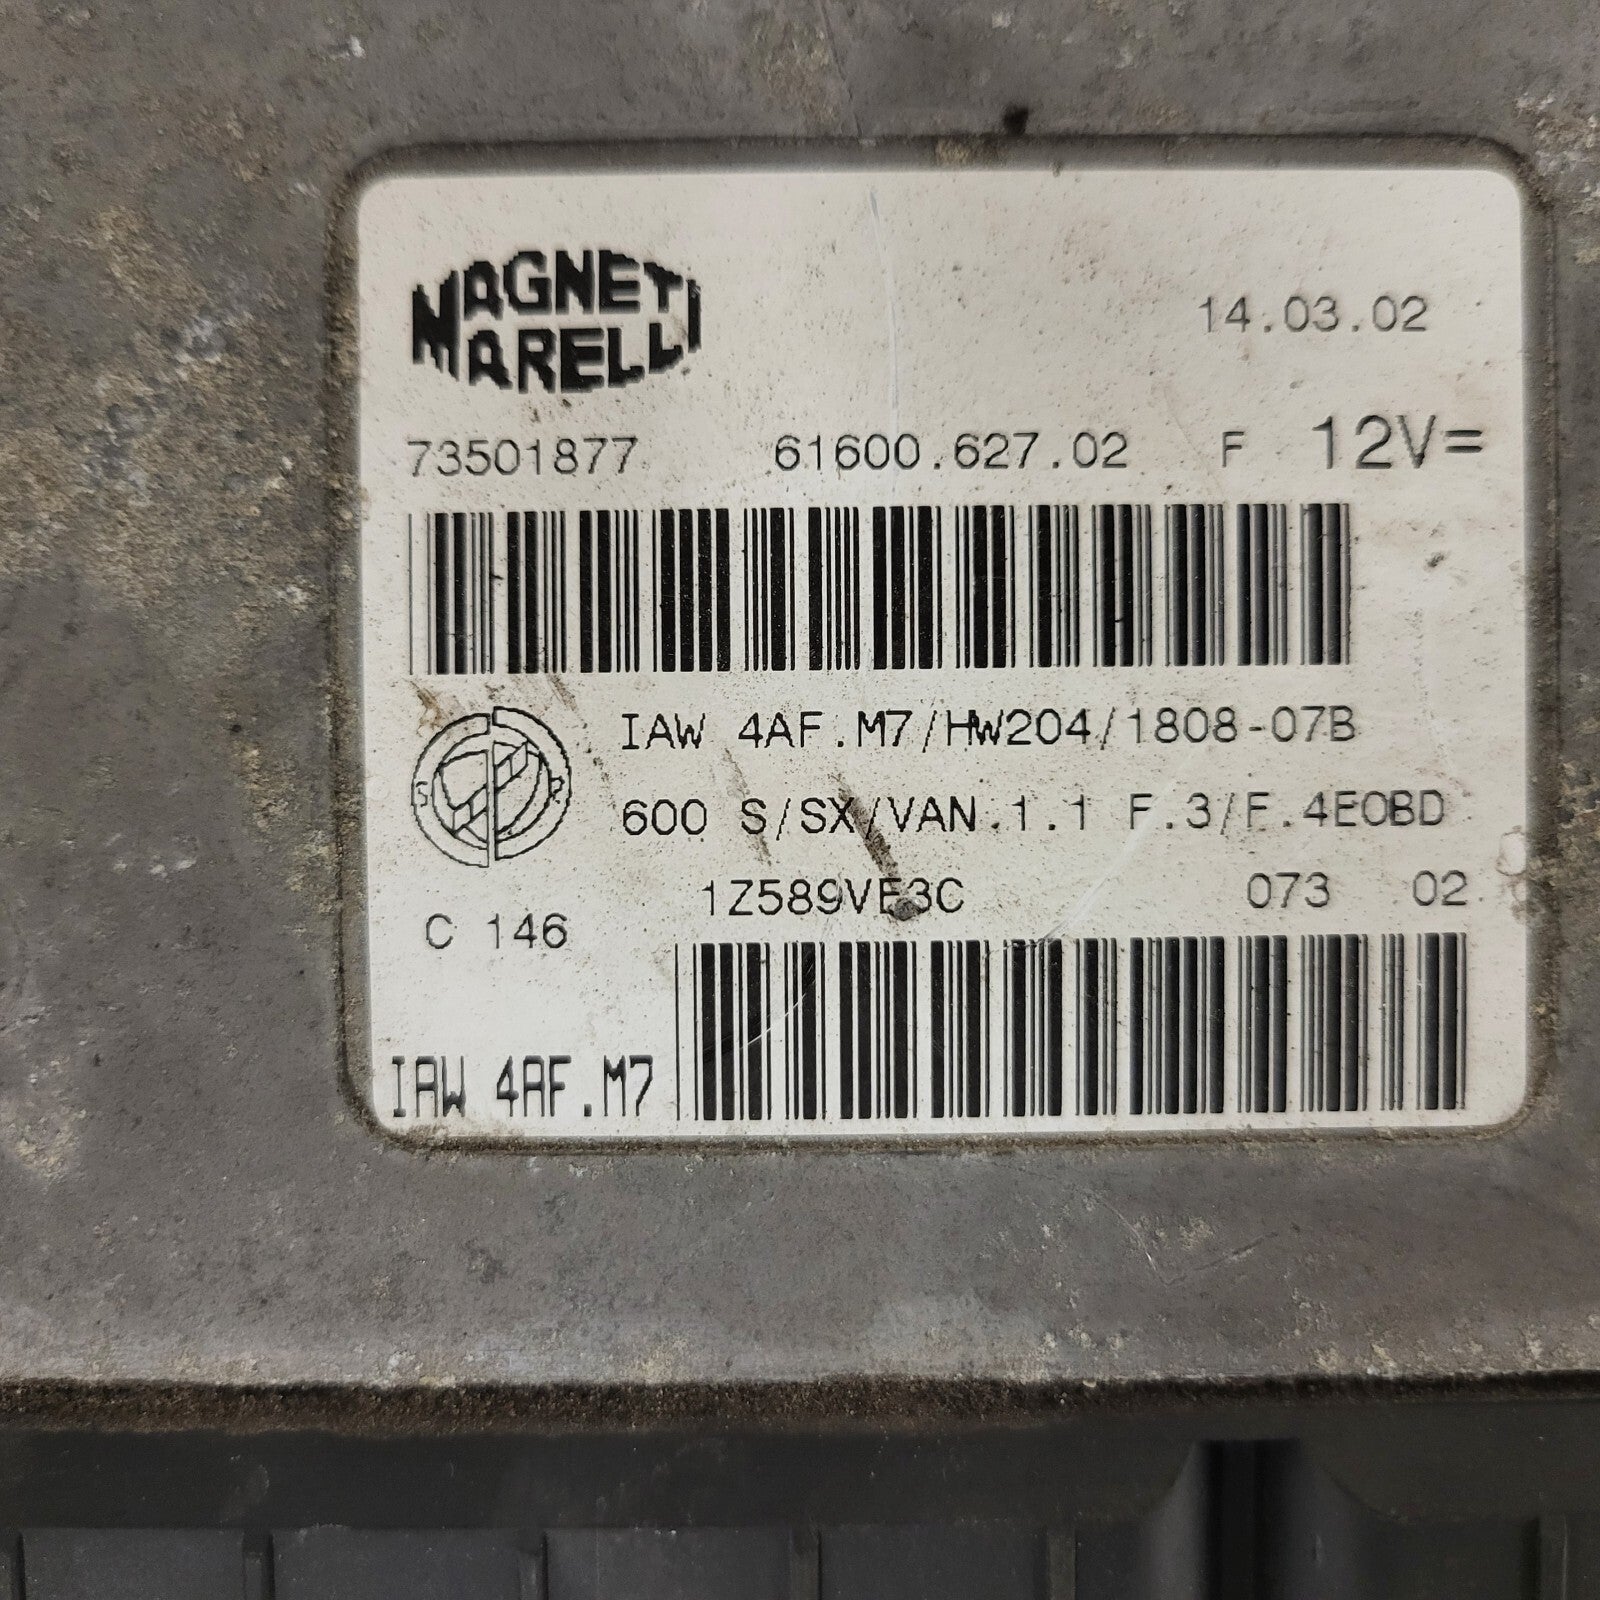 MAGNETI
MARELLI
14.03.02
73501877 61600.627.02 F 12V=
IAW 4AF.M7/HW204/1808-07B
S R
600 S/SX/VAN.1.1 F.3/F.4EOBD
1Z589VE3C 073 02
C 146
IAW 4AF.M7